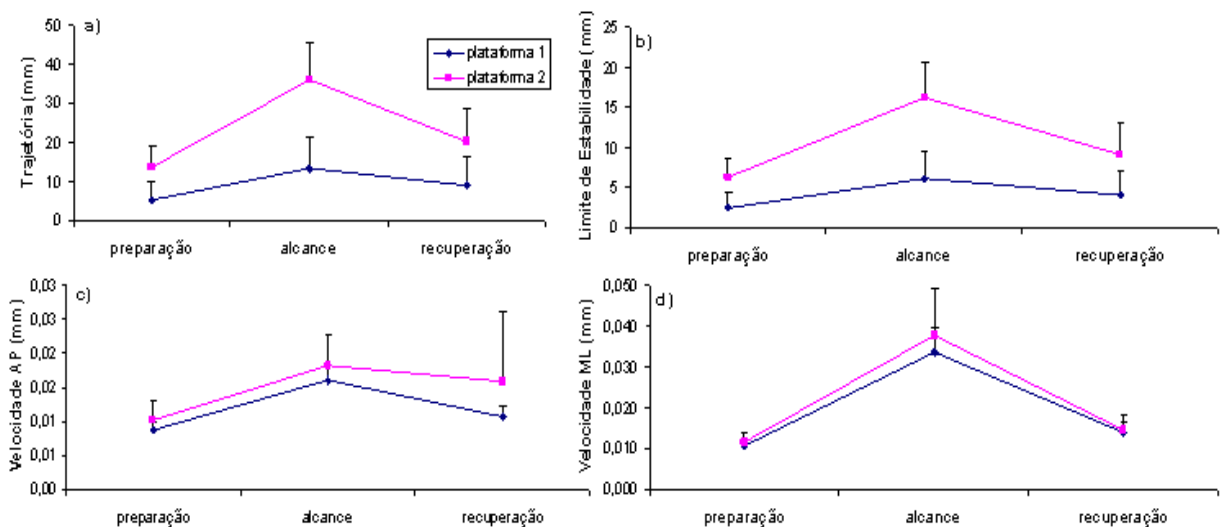 a)
Trajetória (mm)
50
40
30
20
10
0
plataforma 1
plataforma 2
preparação alcance recuperação
b)
Limite de Estabilidade (mm)
25
20
15
10
5
0
preparação alcance recuperação
c)
Velocidade AP (mm)
0,03
0,03
0,02
0,02
0,01
0,01
0,00
preparação alcance recuperação
d)
Velocidade ML (mm)
0,050
0,040
0,030
0,020
0,010
0,000
preparação alcance recuperação